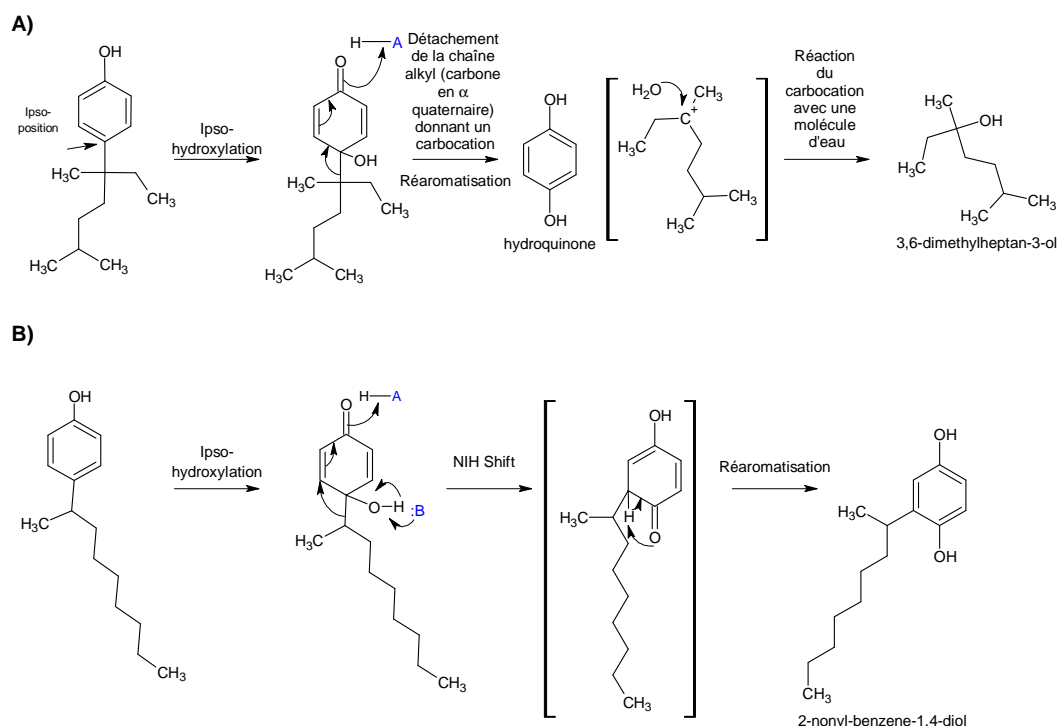 A)
OH
Ipso-
position
H₃C
CH₃
H₃C
CH₃
Ipso-
hydroxylation
H—A
O
OH
H₃C
CH₃
H₃C
CH₃
Détachement
de la chaîne
alkyl (carbone
en α
quaternaire)
donnant un
carbocation
Réaromatisation
OH
OH
hydroquinone
H₂O
CH₃
C+
H₃C
CH₃
H₃C
Réaction
du
carbocation
avec une
molécule
d'eau
H₃C
OH
H₃C
CH₃
H₃C
3,6-dimethylheptan-3-ol
B)
OH
H₃C
CH₃
Ipso-
hydroxylation
H—A
O
O—H
:B
H₃C
CH₃
NIH Shift
OH
H
H₃C
O
CH₃
Réaromatisation
OH
H₃C
OH
CH₃
2-nonyl-benzene-1,4-diol